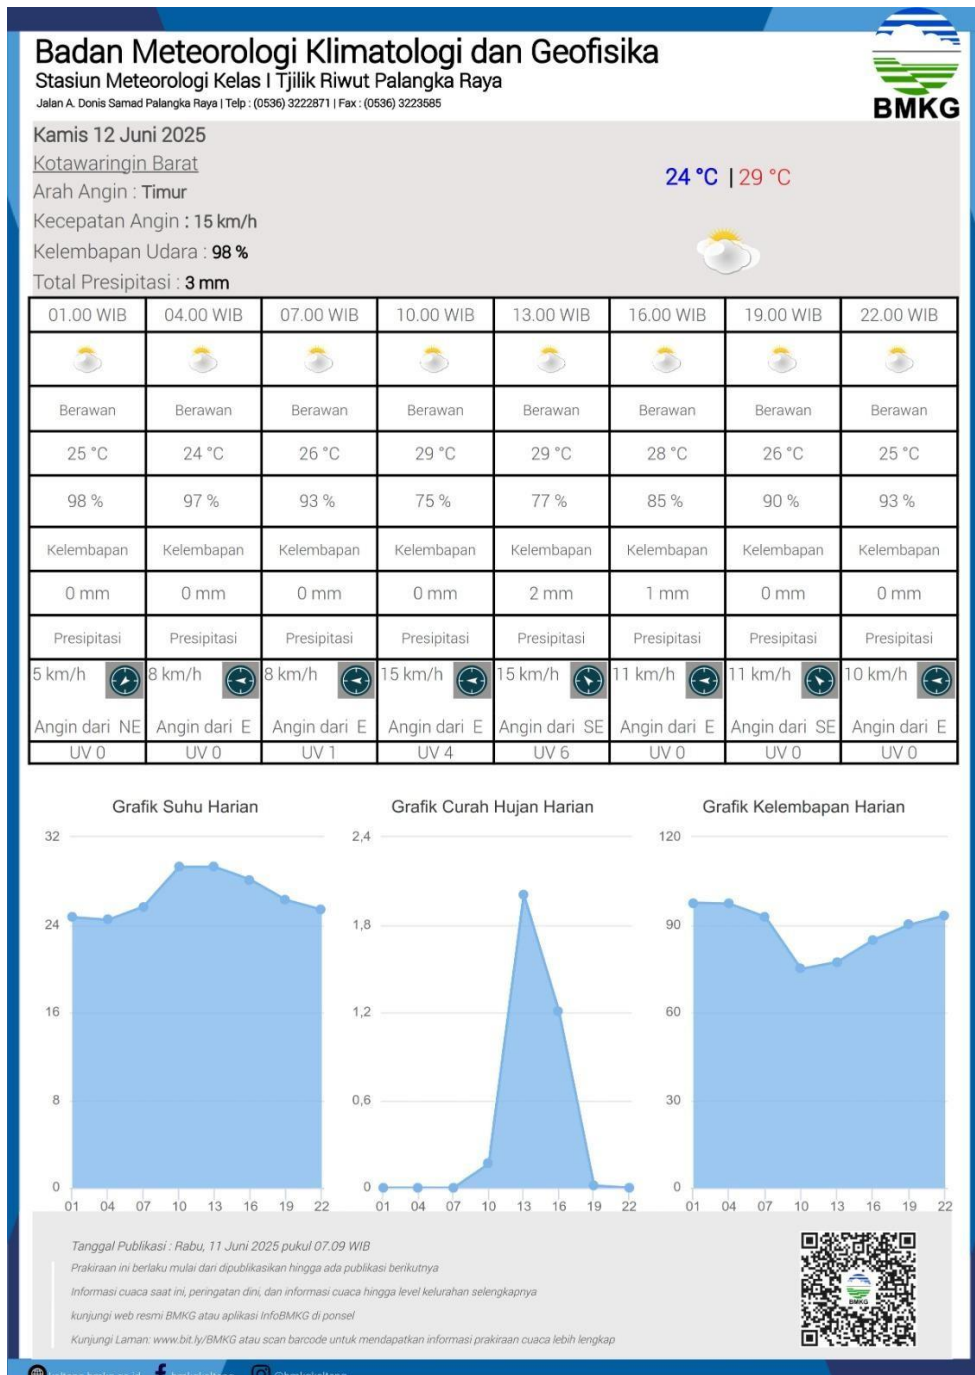 Badan Meteorologi Klimatologi dan Geofisika
Stasiun Meteorologi Kelas I Tjilik Riwut Palangka Raya
Jalan A. Donis Samad Palangka Raya | Telp : (0536) 3222871 | Fax : (0536) 3223585
BMKG
Kamis 12 Juni 2025
Kotawaringin Barat
Arah Angin : Timur
Kecepatan Angin : 15 km/h
Kelembapan Udara : 98 %
Total Presipitasi : 3 mm
24 °C | 29 °C
01.00 WIB 04.00 WIB 07.00 WIB 10.00 WIB 13.00 WIB 16.00 WIB 19.00 WIB 22.00 WIB
Berawan Berawan Berawan Berawan Berawan Berawan Berawan Berawan
25 °C 24 °C 26 °C 29 °C 29 °C 28 °C 26 °C 25 °C
98 % 97 % 93 % 75 % 77 % 85 % 90 % 93 %
Kelembapan Kelembapan Kelembapan Kelembapan Kelembapan Kelembapan Kelembapan Kelembapan
0 mm 0 mm 0 mm 0 mm 2 mm 1 mm 0 mm 0 mm
Presipitasi Presipitasi Presipitasi Presipitasi Presipitasi Presipitasi Presipitasi Presipitasi
5 km/h 8 km/h 8 km/h 15 km/h 15 km/h 11 km/h 11 km/h 10 km/h
Angin dari NE Angin dari E Angin dari E Angin dari E Angin dari SE Angin dari E Angin dari SE Angin dari E
UV 0 UV 0 UV 1 UV 4 UV 6 UV 0 UV 0 UV 0
Grafik Suhu Harian
32
24
16
8
0
01 04 07 10 13 16 19 22
Grafik Curah Hujan Harian
2,4
1,8
1,2
0,6
0
01 04 07 10 13 16 19 22
Grafik Kelembapan Harian
120
90
60
30
0
01 04 07 10 13 16 19 22
Tanggal Publikasi : Rabu, 11 Juni 2025 pukul 07.09 WIB
Prakiraan ini berlaku mulai dari dipublikasikan hingga ada publikasi berikutnya
Informasi cuaca saat ini, peringatan dini, dan informasi cuaca hingga level kelurahan selengkapnya
kunjungi web resmi BMKG atau aplikasi InfoBMKG di ponsel
Kunjungi Laman: www.bit.ly/BMKG atau scan barcode untuk mendapatkan informasi prakiraan cuaca lebih lengkap
BMKG